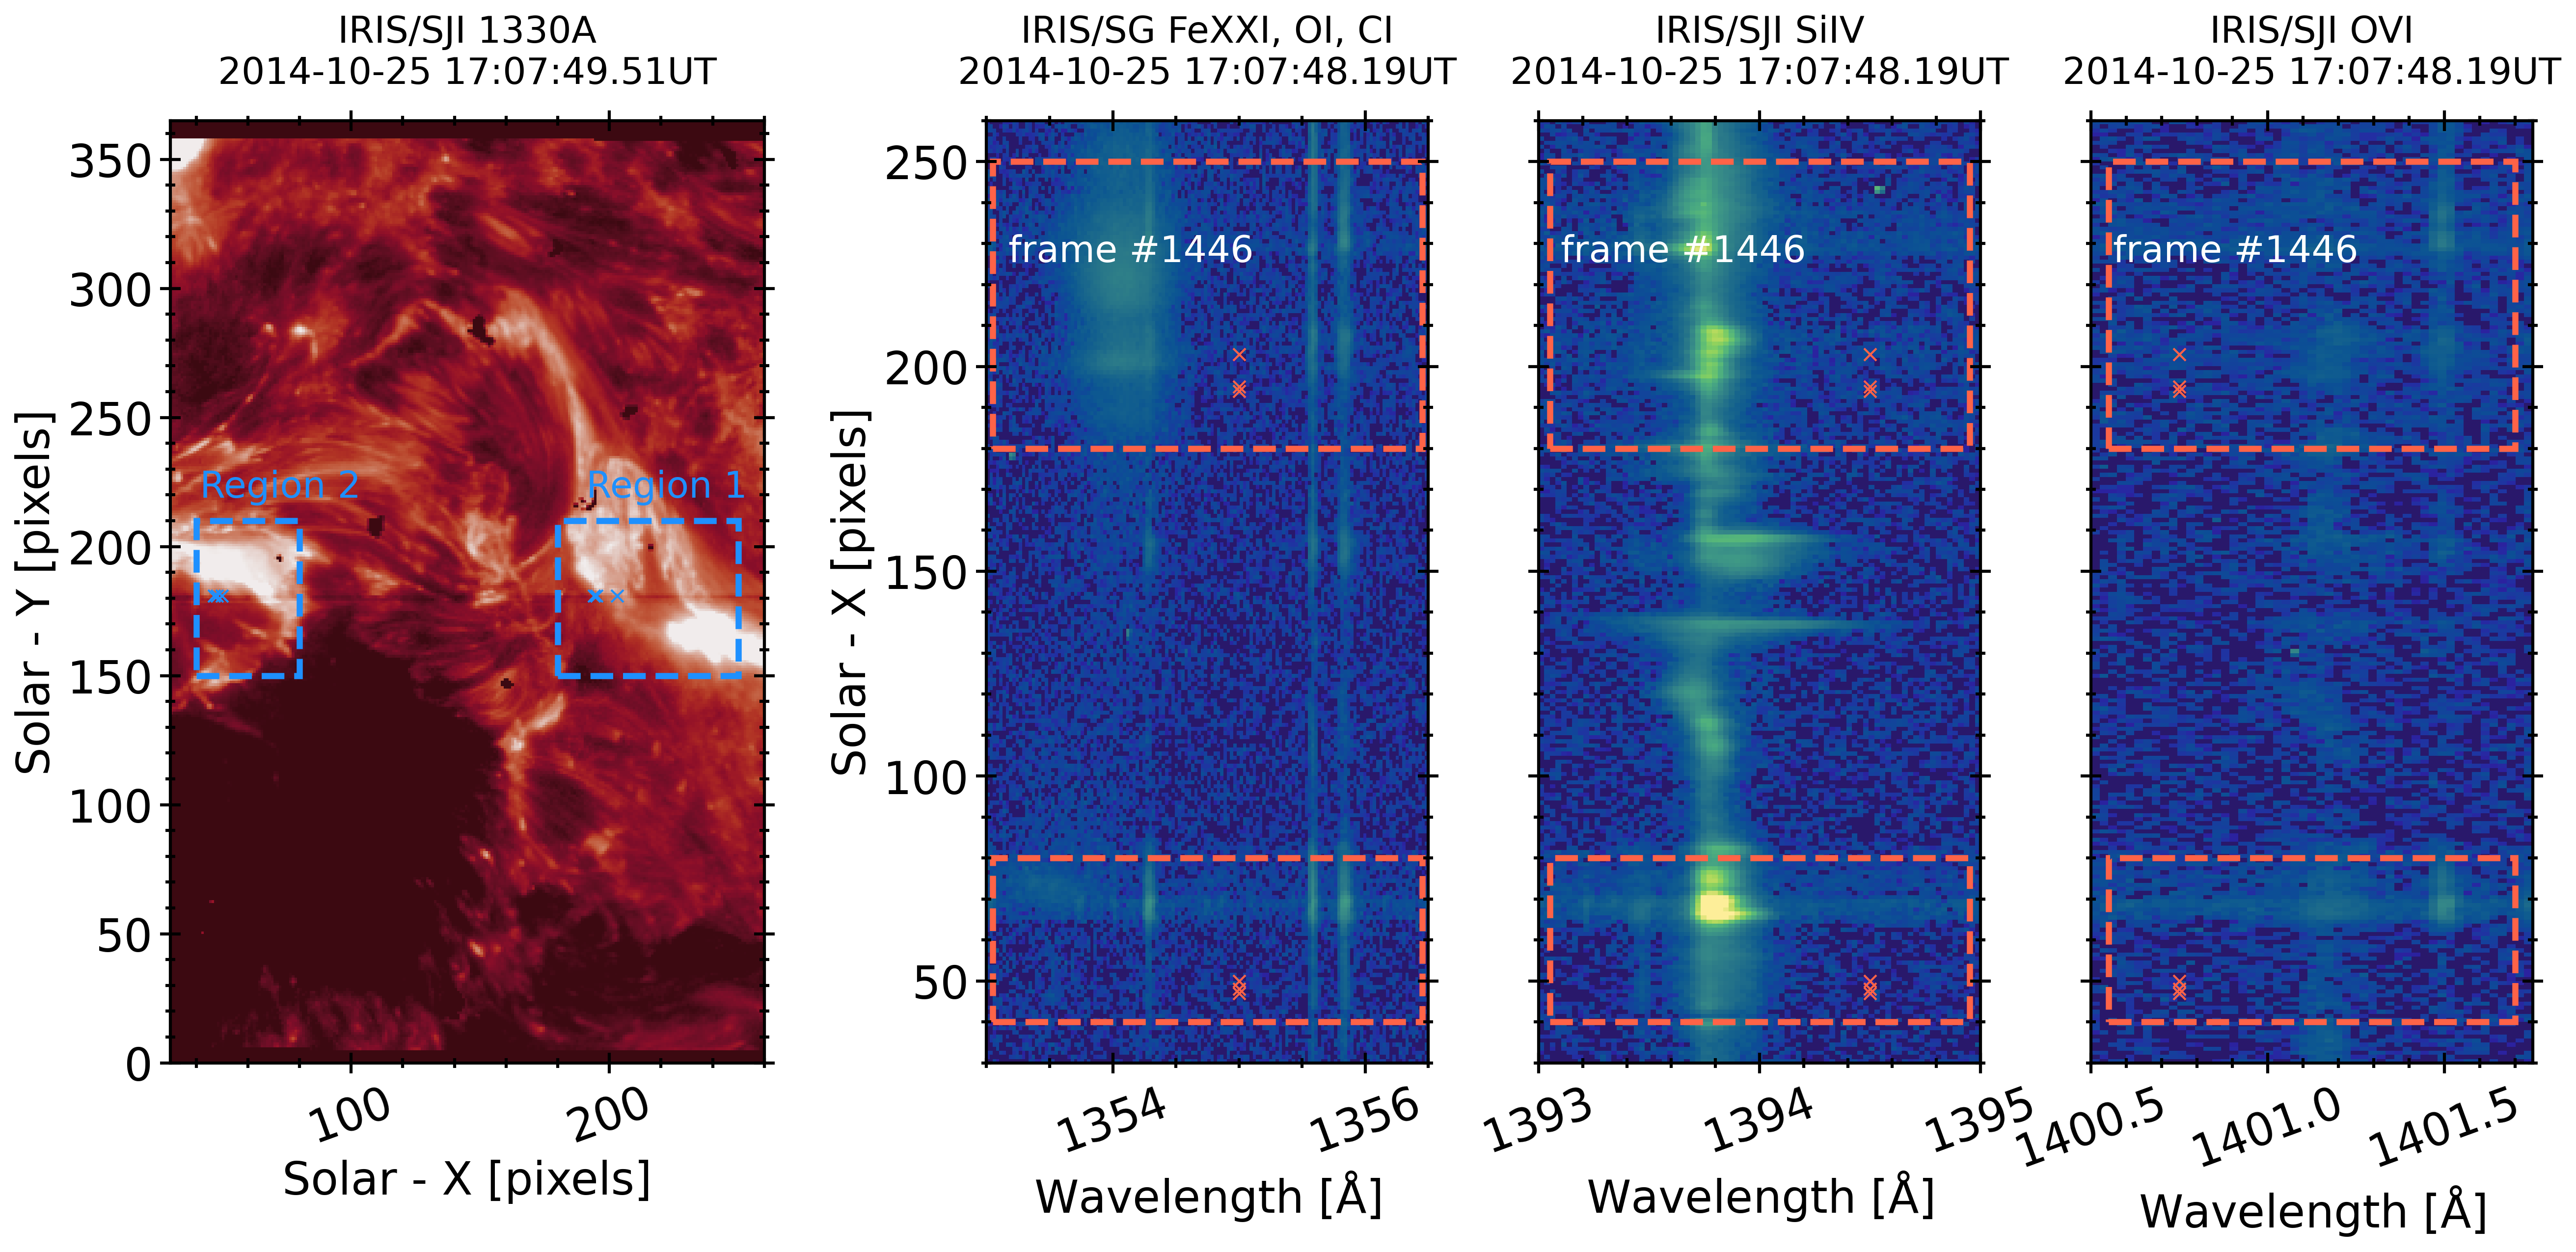 IRIS/SJI 1330A
2014-10-25 17:07:49.51UT
350
300
250
200
150
100
50
0
Solar - Y [pixels]
Region 2
Region 1
100
200
Solar - X [pixels]
IRIS/SG FeXXI, OI, CI
2014-10-25 17:07:48.19UT
250
200
150
100
50
Solar - X [pixels]
frame #1446
1354
1356
Wavelength [Å]
IRIS/SJI SiIV
2014-10-25 17:07:48.19UT
frame #1446
1393
1394
1395
Wavelength [Å]
IRIS/SJI OVI
2014-10-25 17:07:48.19UT
frame #1446
1400.5
1401.0
1401.5
Wavelength [Å]